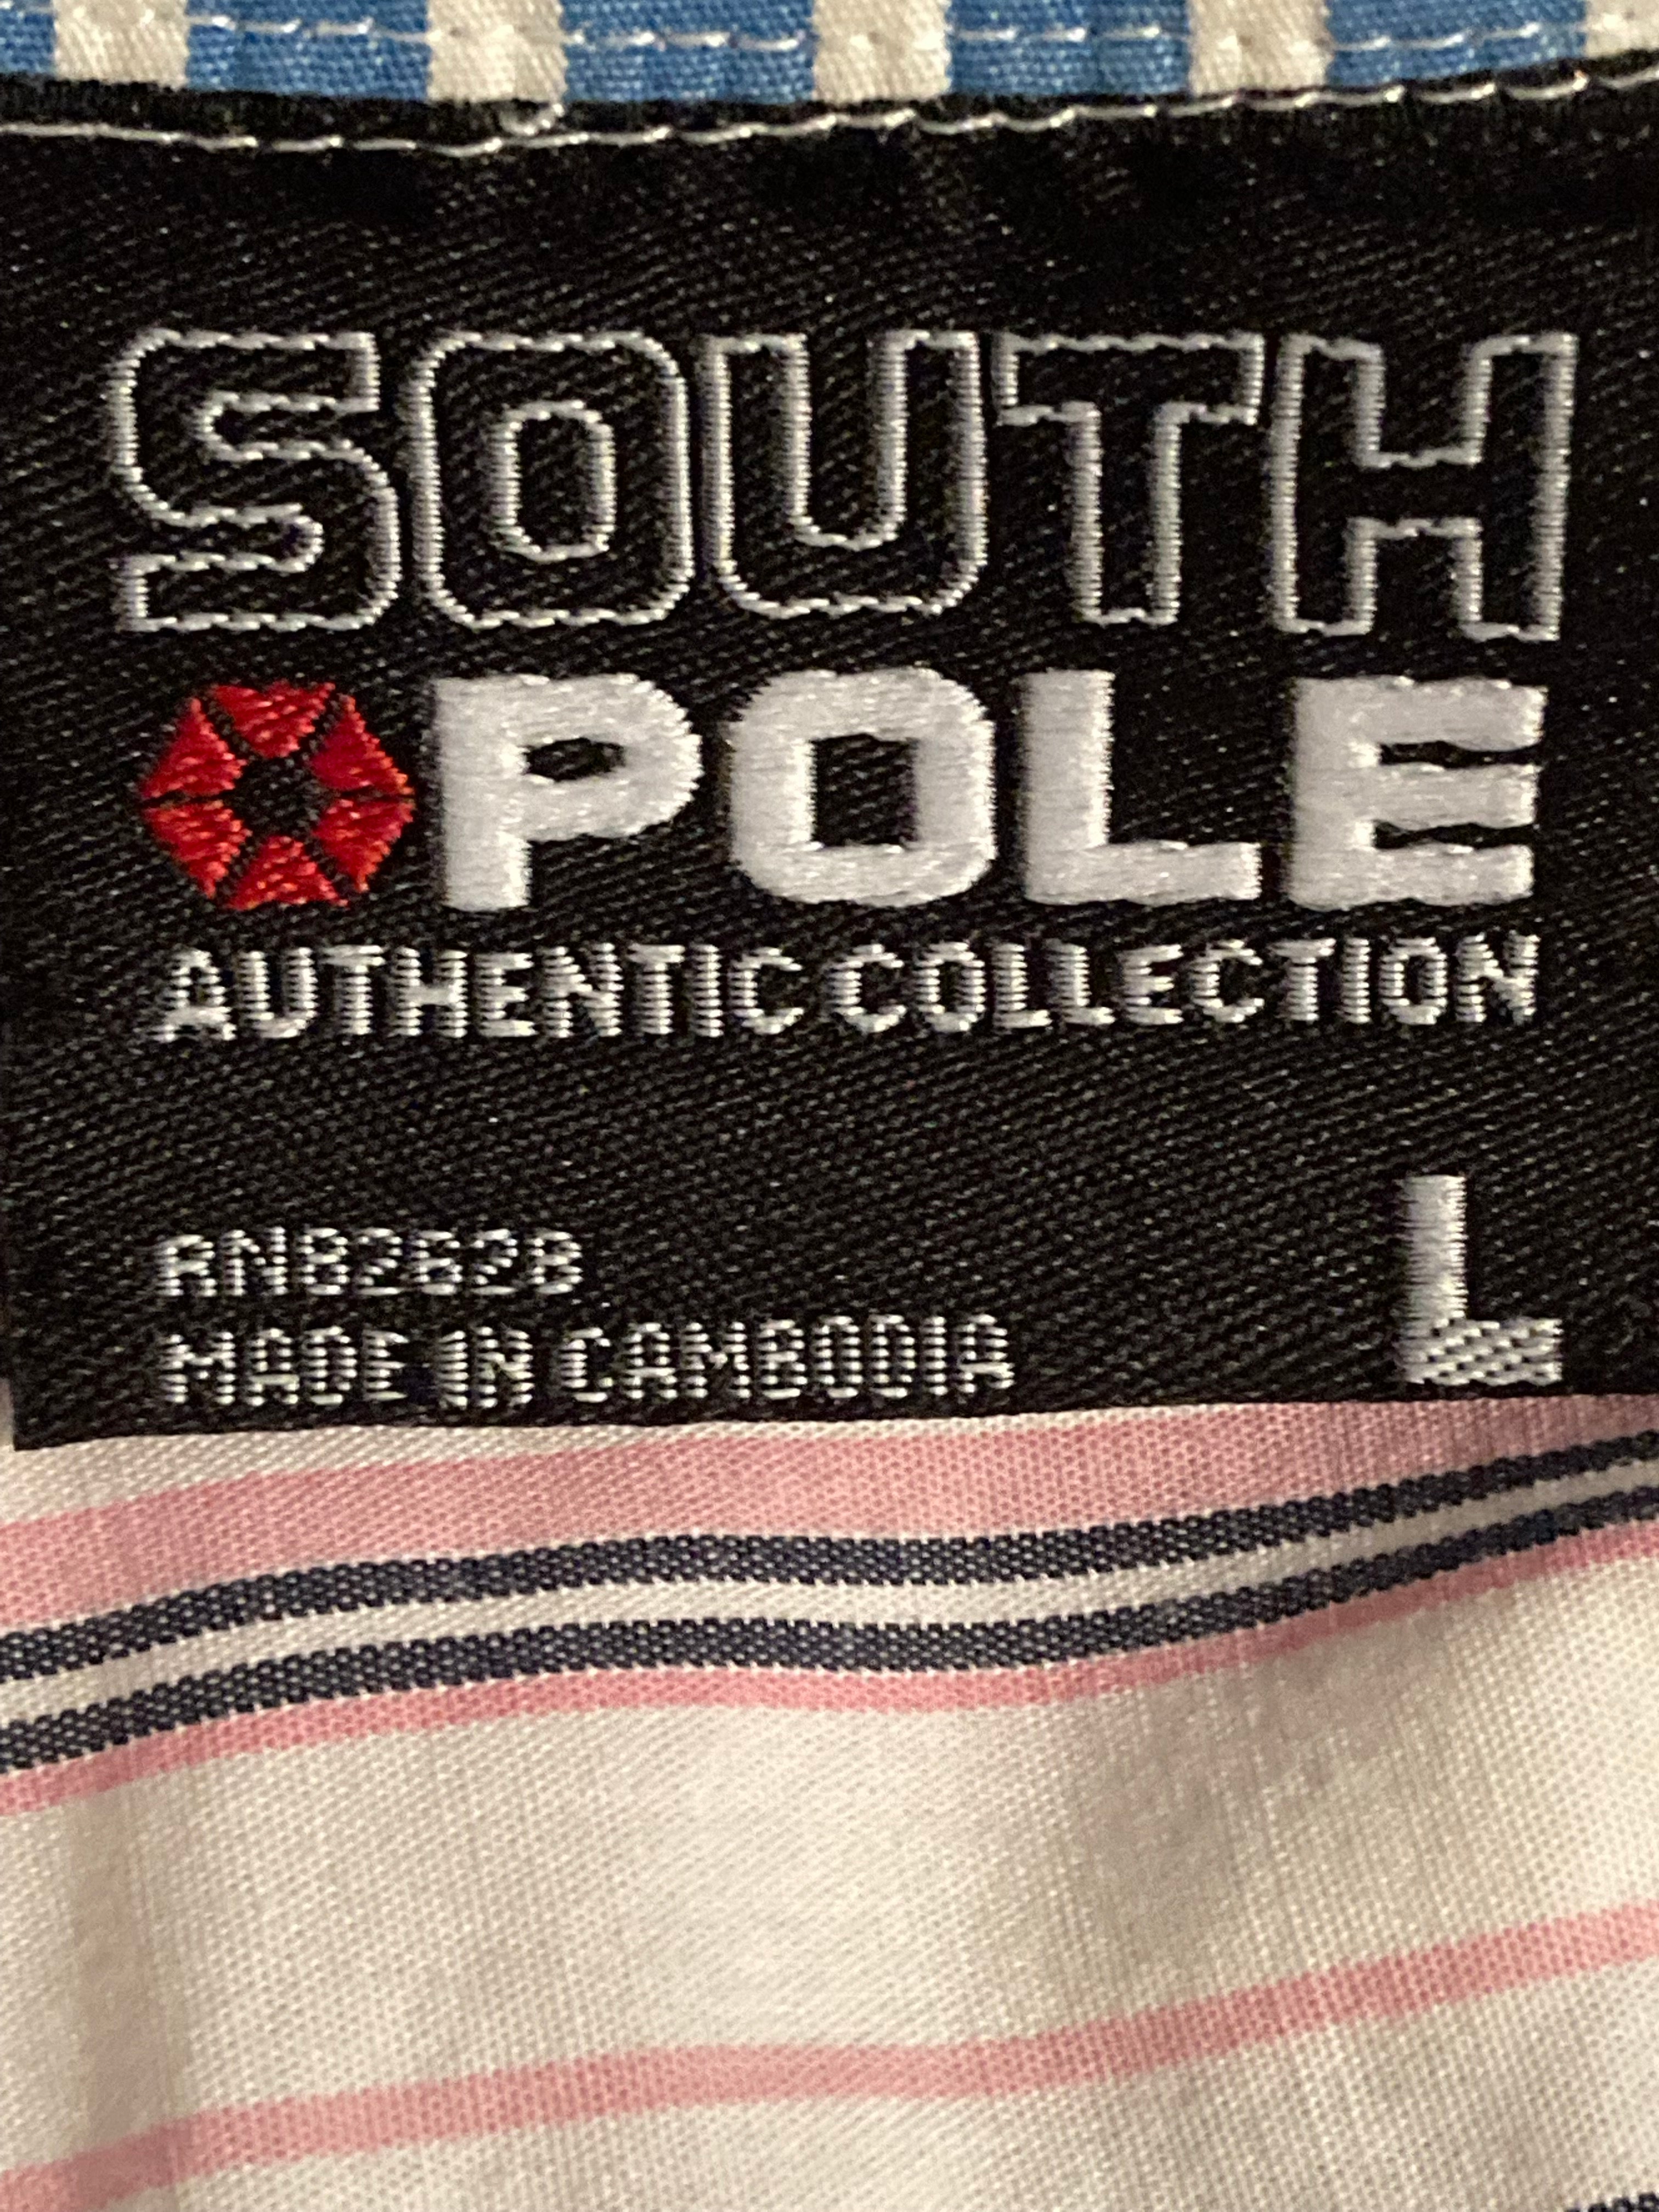 SOUTH
POLE
AUTHENTIC COLLECTION
RN82628
MADE IN CAMBODIA
L